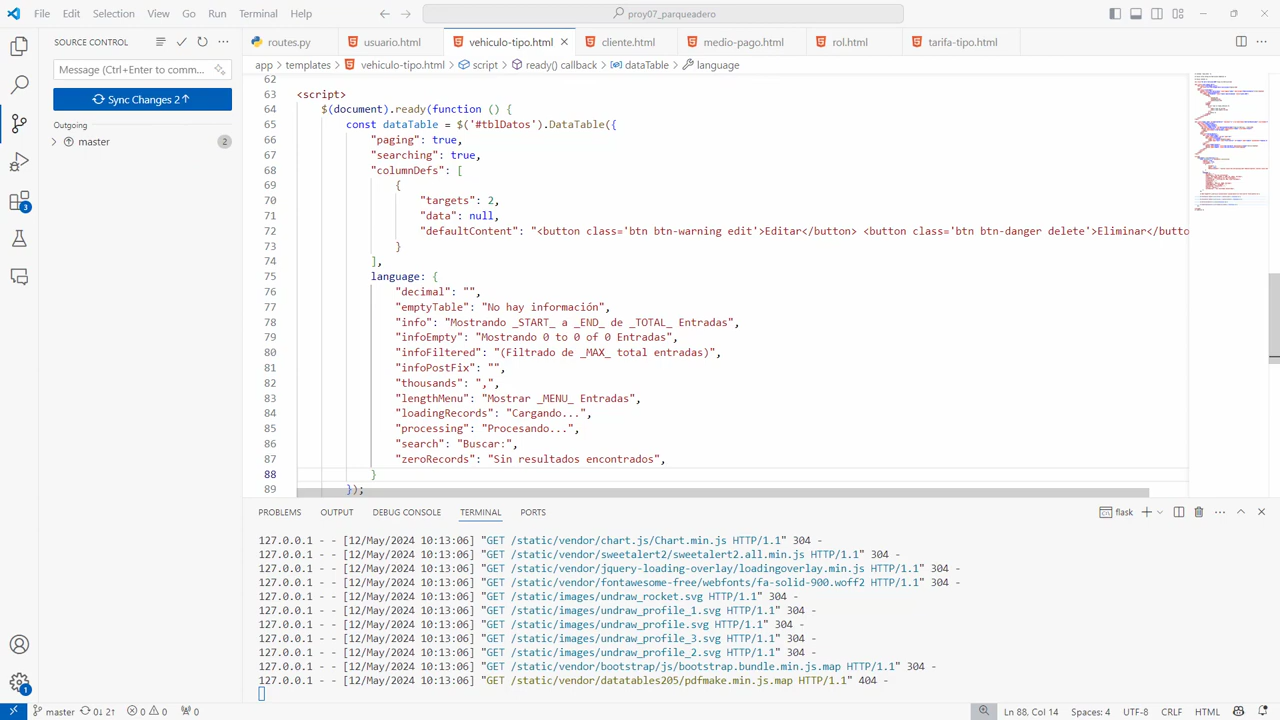 File Edit Selection View Go Run Terminal Help
proy07_parqueadero
SOURCE CONTROL
Message (Ctrl+Enter to comm...
Sync Changes 2↑
Outgoing
master 2
3
1
routes.py usuario.html vehiculo-tipo.html cliente.html medio-pago.html rol.html tarifa-tipo.html
app > templates > vehiculo-tipo.html > script > ready() callback > dataTable > language
62
63 <script>
64 .ready(function () {
const dataTable = $('#tblDatos').DataTable({
66 "paging": true,
67 "searching": true,
68 "columnDefs": [
69 {
70 "targets": 2,
71 "data": null,
72 "defaultContent": "<button class='btn btn-warning edit'>Editar</button> <button class='btn btn-danger delete'>Eliminar</butto
73 }
74 ],
75 language: {
76 "decimal": "",
77 "emptyTable": "No hay información",
78 "info": "Mostrando _START_ a _END_ de _TOTAL_ Entradas",
79 "infoEmpty": "Mostrando 0 to 0 of 0 Entradas",
80 "infoFiltered": "(Filtrado de _MAX_ total entradas)",
81 "infoPostFix": "",
82 "thousands": ",",
83 "lengthMenu": "Mostrar _MENU_ Entradas",
84 "loadingRecords": "Cargando...",
85 "processing": "Procesando...",
86 "search": "Buscar:",
87 "zeroRecords": "Sin resultados encontrados",
88 }
89 });
PROBLEMS OUTPUT DEBUG CONSOLE TERMINAL PORTS
flask
127.0.0.1 - - [12/May/2024 10:13:06] "GET /static/vendor/chart.js/Chart.min.js HTTP/1.1" 304 -
127.0.0.1 - - [12/May/2024 10:13:06] "GET /static/vendor/sweetalert2/sweetalert2.all.min.js HTTP/1.1" 304 -
127.0.0.1 - - [12/May/2024 10:13:06] "GET /static/vendor/jquery-loading-overlay/loadingoverlay.min.js HTTP/1.1" 304 -
127.0.0.1 - - [12/May/2024 10:13:06] "GET /static/vendor/fontawesome-free/webfonts/fa-solid-900.woff2 HTTP/1.1" 304 -
127.0.0.1 - - [12/May/2024 10:13:06] "GET /static/images/undraw_rocket.svg HTTP/1.1" 304 -
127.0.0.1 - - [12/May/2024 10:13:06] "GET /static/images/undraw_profile_1.svg HTTP/1.1" 304 -
127.0.0.1 - - [12/May/2024 10:13:06] "GET /static/images/undraw_profile.svg HTTP/1.1" 304 -
127.0.0.1 - - [12/May/2024 10:13:06] "GET /static/images/undraw_profile_3.svg HTTP/1.1" 304 -
127.0.0.1 - - [12/May/2024 10:13:06] "GET /static/images/undraw_profile_2.svg HTTP/1.1" 304 -
127.0.0.1 - - [12/May/2024 10:13:06] "GET /static/vendor/bootstrap/js/bootstrap.bundle.min.js.map HTTP/1.1" 304 -
127.0.0.1 - - [12/May/2024 10:13:06] "GET /static/vendor/datatables205/pdfmake.min.js.map HTTP/1.1" 404 -
master 0↓ 2↑ 0 0 0 Ln 88, Col 14 Spaces: 4 UTF-8 CRLF HTML